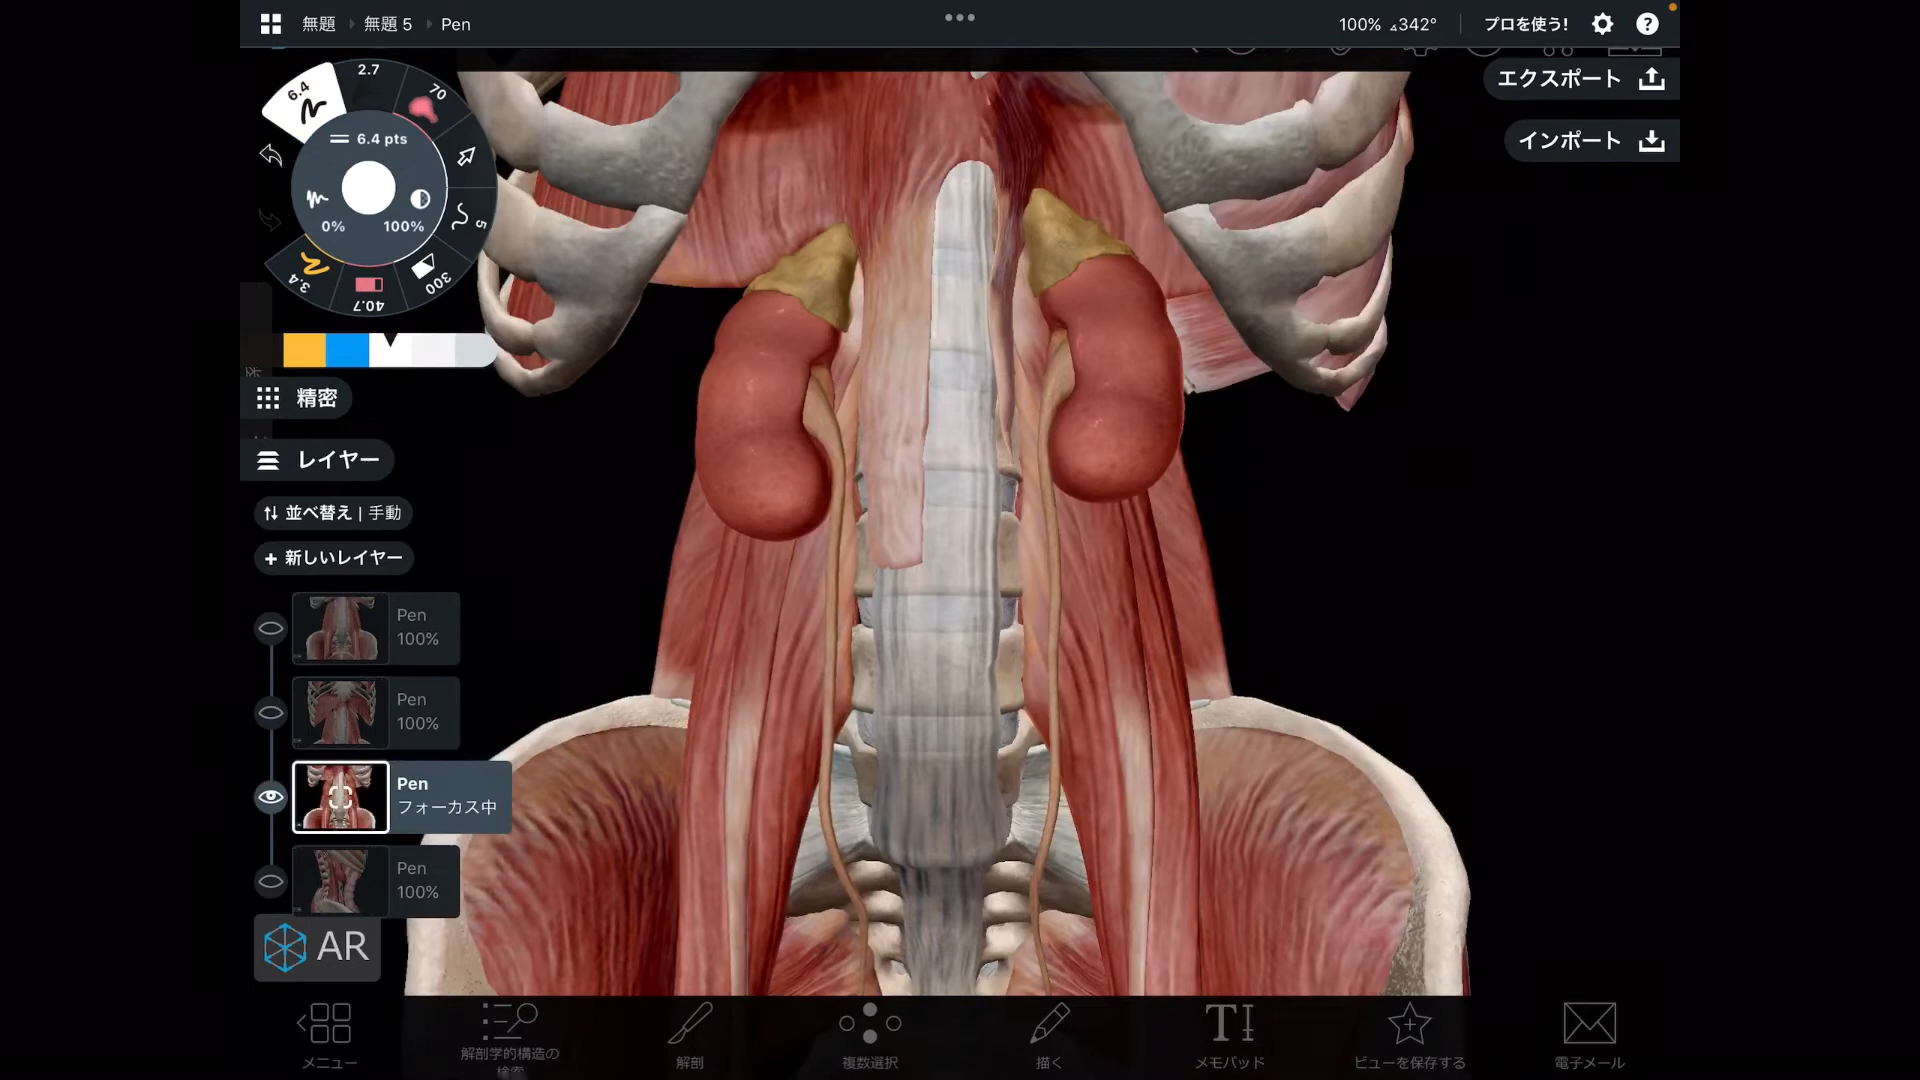 無題 無題 5 Pen
100% 342°
プロを使う!
エクスポート
インポート
2.7
6.4
70
6.4 pts
0%
100%
5
300
40.7
3.4
精密
レイヤー
並べ替え | 手動
+ 新しいレイヤー
Pen
100%
Pen
100%
Pen
フォーカス中
Pen
100%
AR
メニュー
解剖学的構造の
検索
解剖
複数選択
描く
メモパッド
ビューを保存する
電子メール